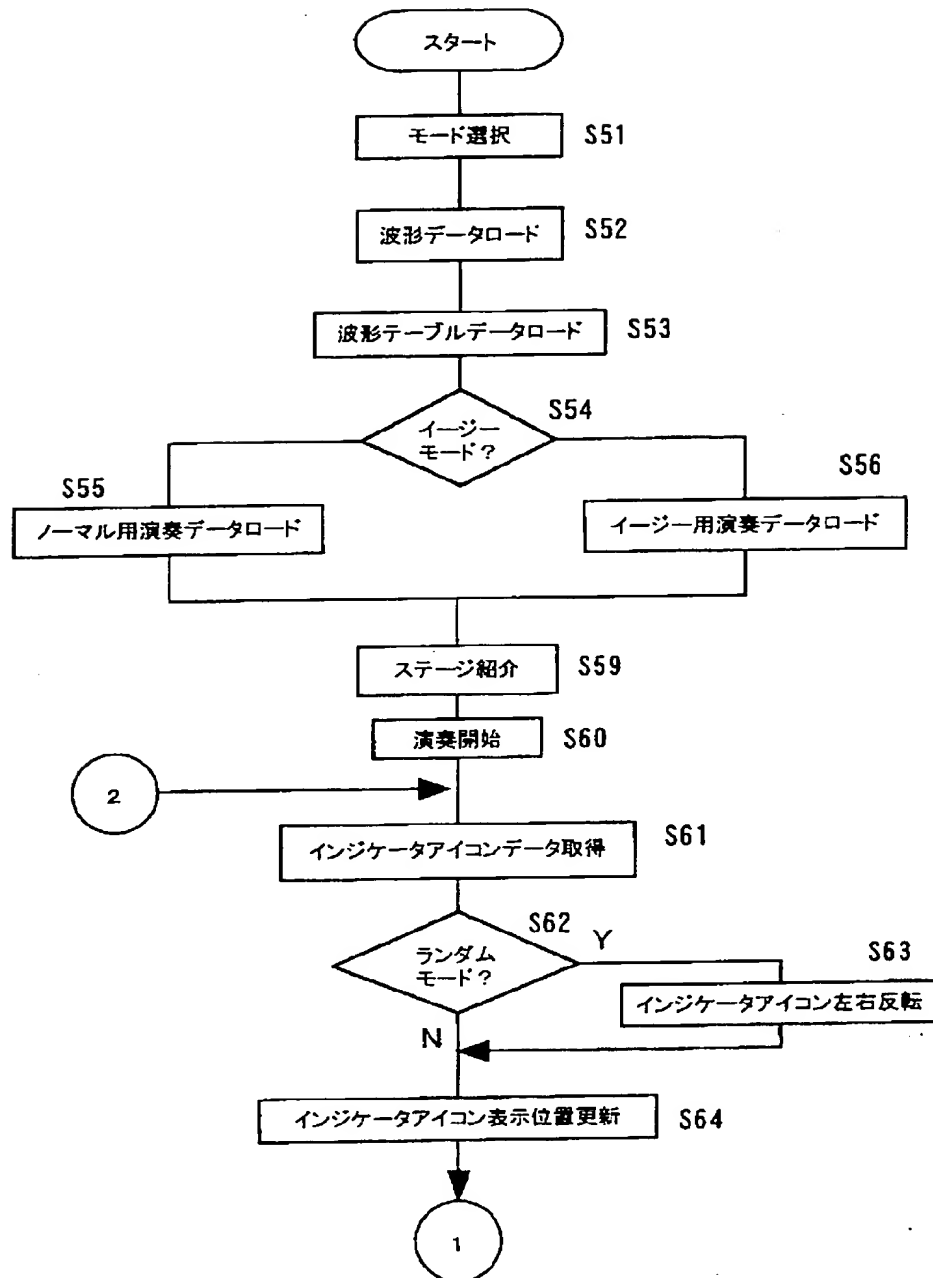 スタート
モード選択
S51
波形データロード
S52
波形テーブルデータロード
S53
S54
イージー
モード？
S55
S56
ノーマル用演奏データロード
イージー用演奏データロード
ステージ紹介
S59
演奏開始
S60
2
インジケータアイコンデータ取得
S61
S62
Y
ランダム
モード？
S63
インジケータアイコン左右反転
N
インジケータアイコン表示位置更新
S64
1